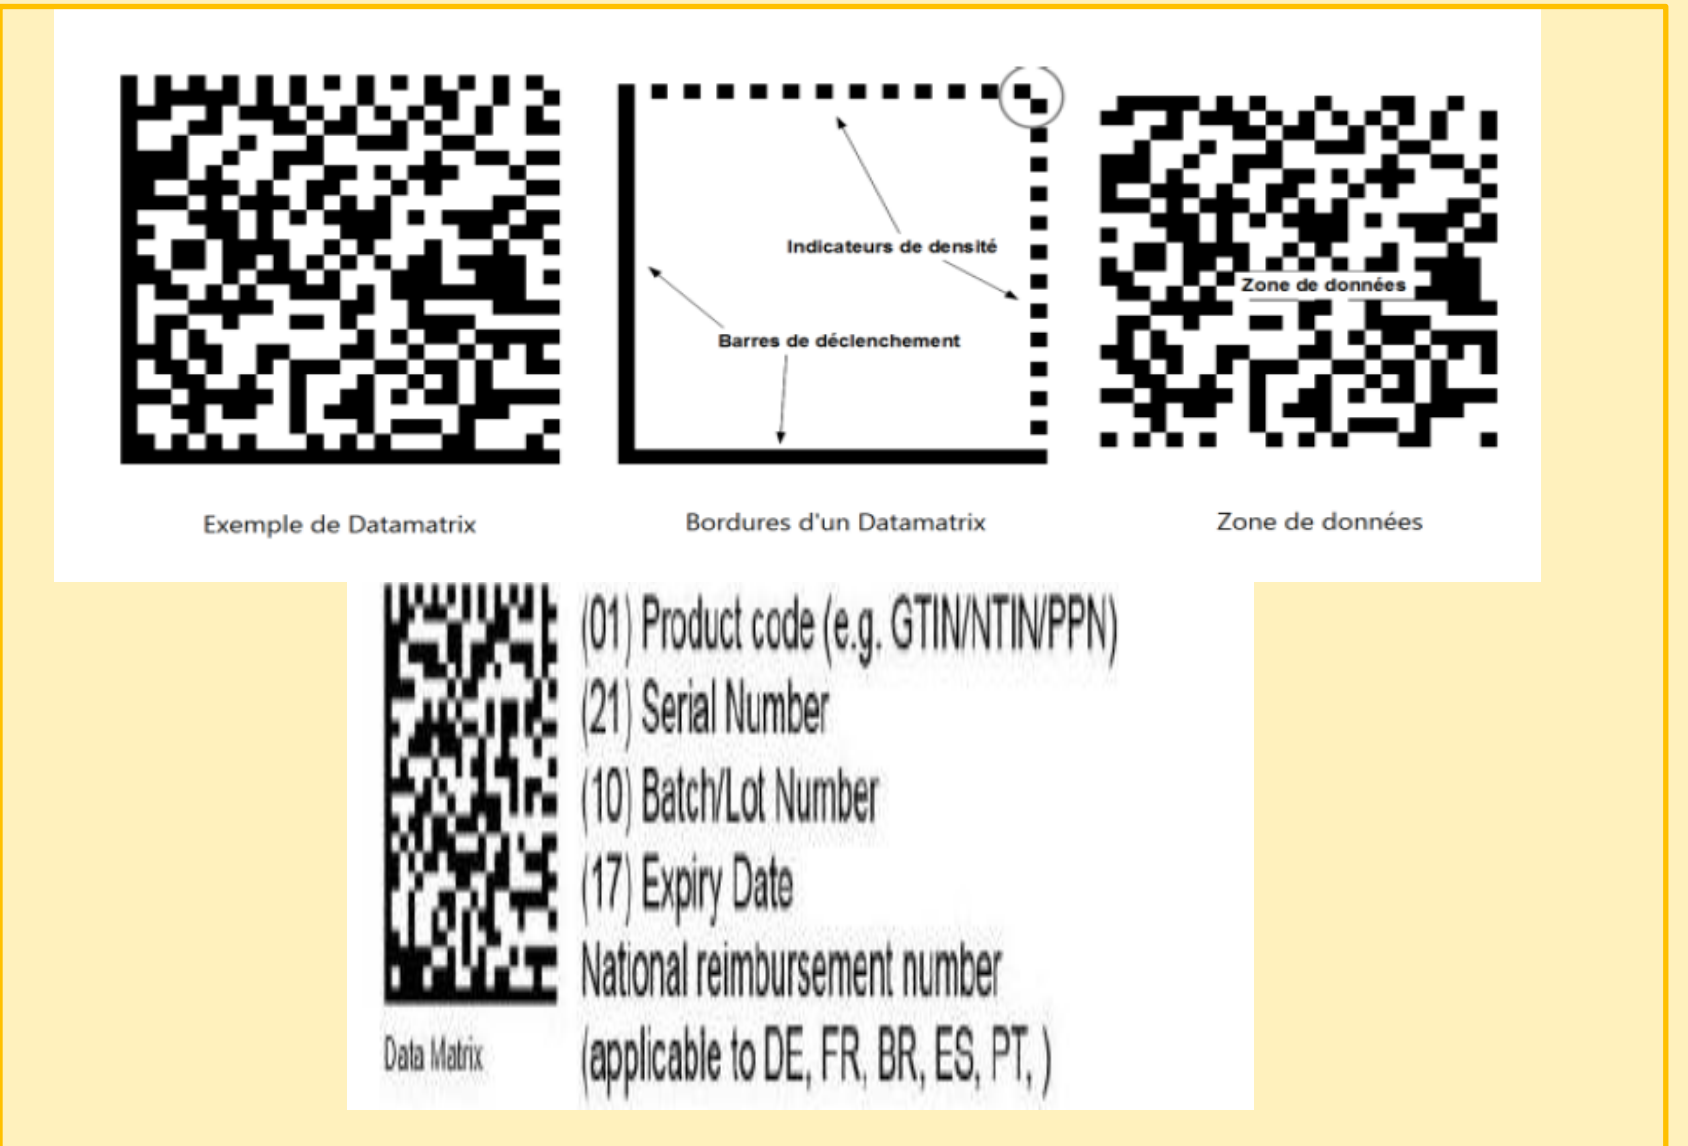 Indicateurs de densité
Barres de déclenchement
Zone de données
Exemple de Datamatrix
Bordures d'un Datamatrix
Zone de données
(01) Product code (e.g. GTIN/NTIN/PPN)
(21) Serial Number
(10) Batch/Lot Number
(17) Expiry Date
National reimbursement number
(applicable to DE, FR, BR, ES, PT, )
Data Matrix